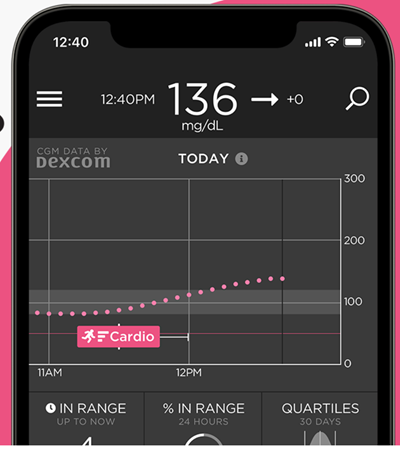 12:40
12:40PM 136 → +0
mg/dL
CGM DATA BY
Dexcom
TODAY
300
200
100
Cardio
0
11AM 12PM
IN RANGE % IN RANGE QUARTILES
UP TO NOW 24 HOURS 30 DAYS